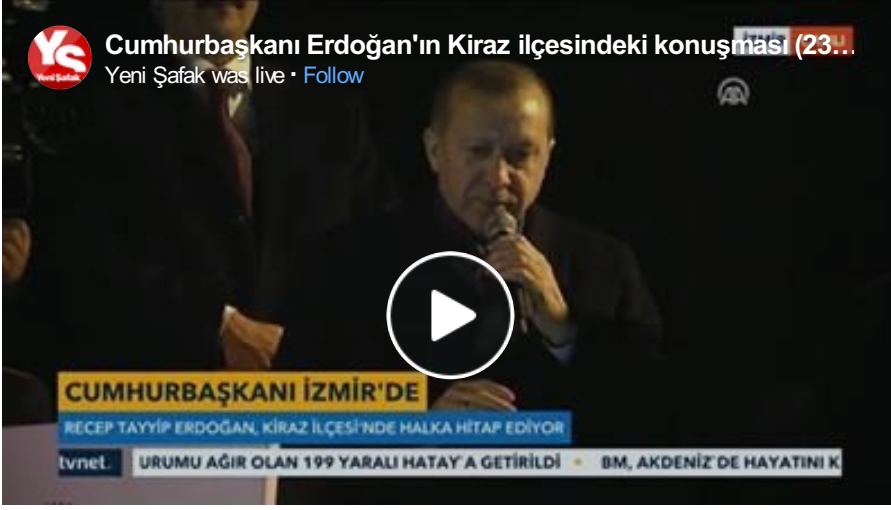 Cumhurbaşkanı Erdoğan'ın Kiraz ilçesindeki konuşması (23...
Yeni Şafak was live · Follow
YS
Yeni Şafak
AA
CUMHURBAŞKANI İZMİR'DE
RECEP TAYYİP ERDOĞAN, KİRAZ İLÇESİ'NDE HALKA HİTAP EDİYOR
tvnet. URUMU AĞIR OLAN 199 YARALI HATAY'A GETİRİLDİ • BM, AKDENİZ'DE HAYATINI K